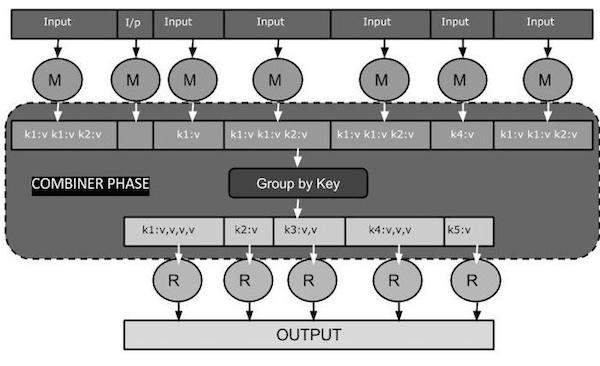 Input I/p Input Input Input Input Input
M M M M M M M
k1:v k1:v k2:v k1:v k1:v k1:v k2:v k1:v k1:v k2:v k4:v k1:v k1:v k2:v
COMBINER PHASE
Group by Key
k1:v,v,v,v k2:v k3:v,v k4:v,v,v k5:v
R R R R R
OUTPUT